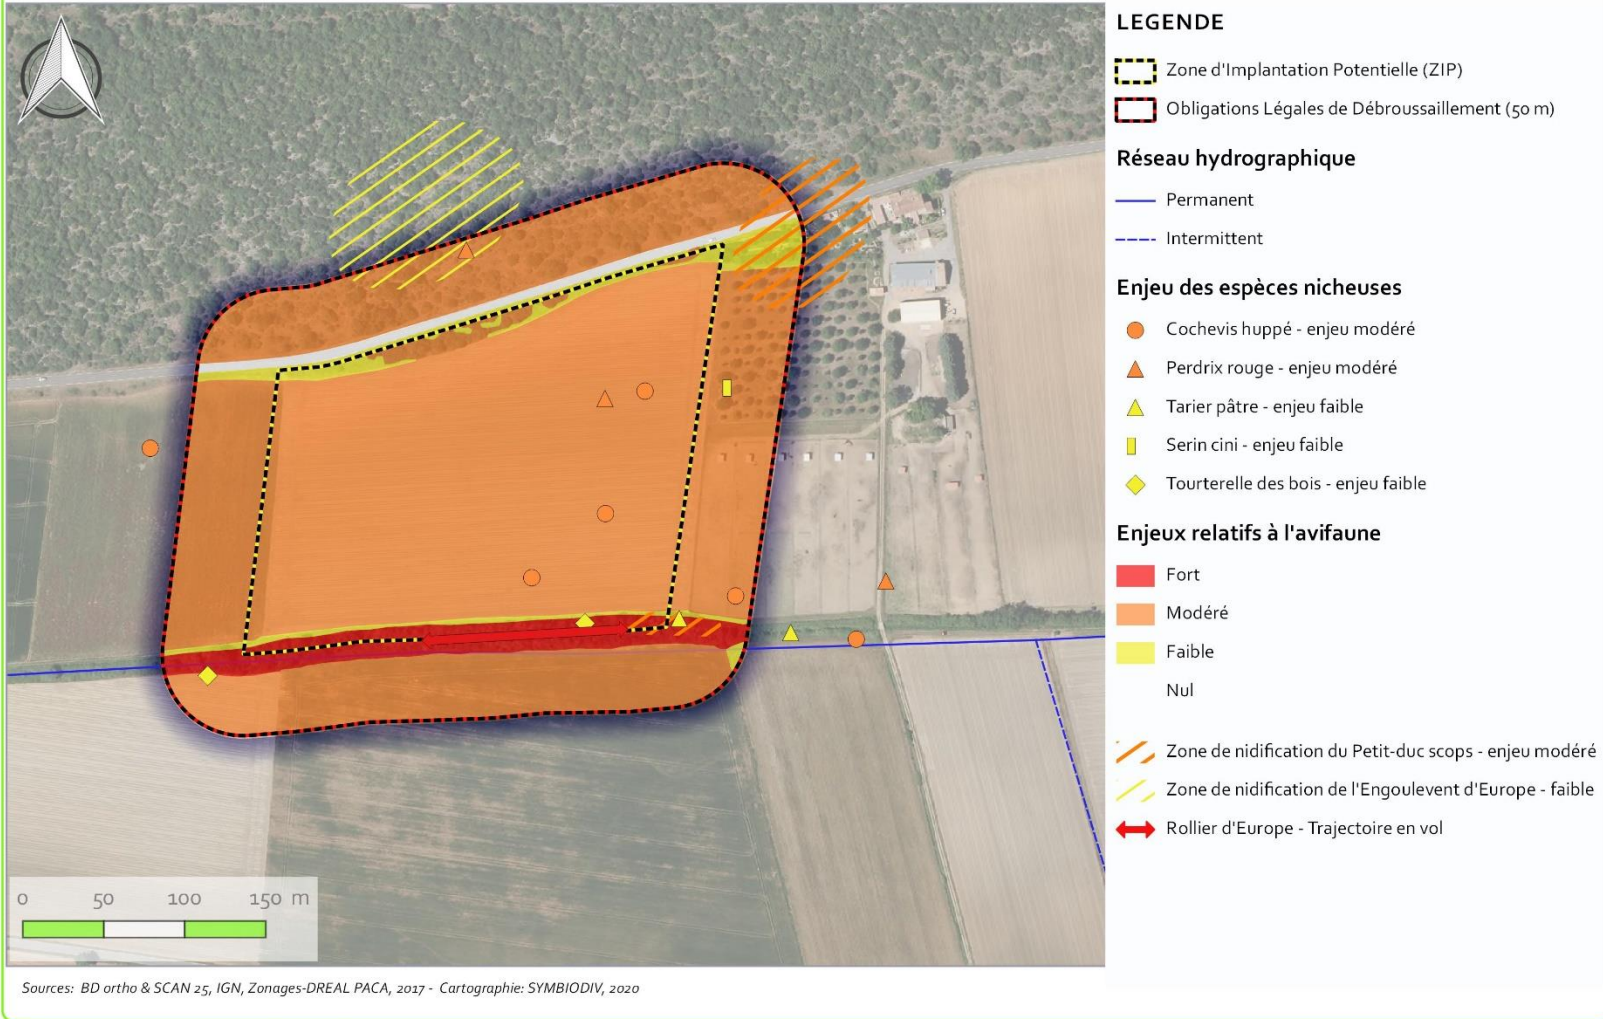 LEGENDE
Zone d'Implantation Potentielle (ZIP)
Obligations Légales de Débroussaillement (50 m)
Réseau hydrographique
Permanent
Intermittent
Enjeu des espèces nicheuses
Cochevis huppé - enjeu modéré
Perdrix rouge - enjeu modéré
Tarier pâtre - enjeu faible
Serin cini - enjeu faible
Tourterelle des bois - enjeu faible
Enjeux relatifs à l'avifaune
Fort
Modéré
Faible
Nul
Zone de nidification du Petit-duc scops - enjeu modéré
Zone de nidification de l'Engoulevent d'Europe - faible
Rollier d'Europe - Trajectoire en vol
0 50 100 150 m
Sources: BD ortho & SCAN 25, IGN, Zonages-DREAL PACA, 2017 - Cartographie: SYMBIODIV, 2020